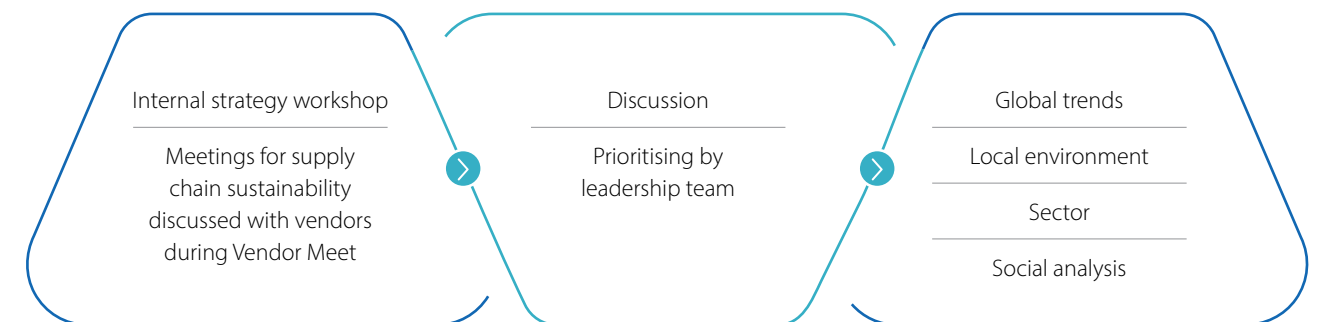 Internal strategy workshop
Meetings for supply
chain sustainability
discussed with vendors
during Vendor Meet
Discussion
Prioritising by
leadership team
Global trends
Local environment
Sector
Social analysis